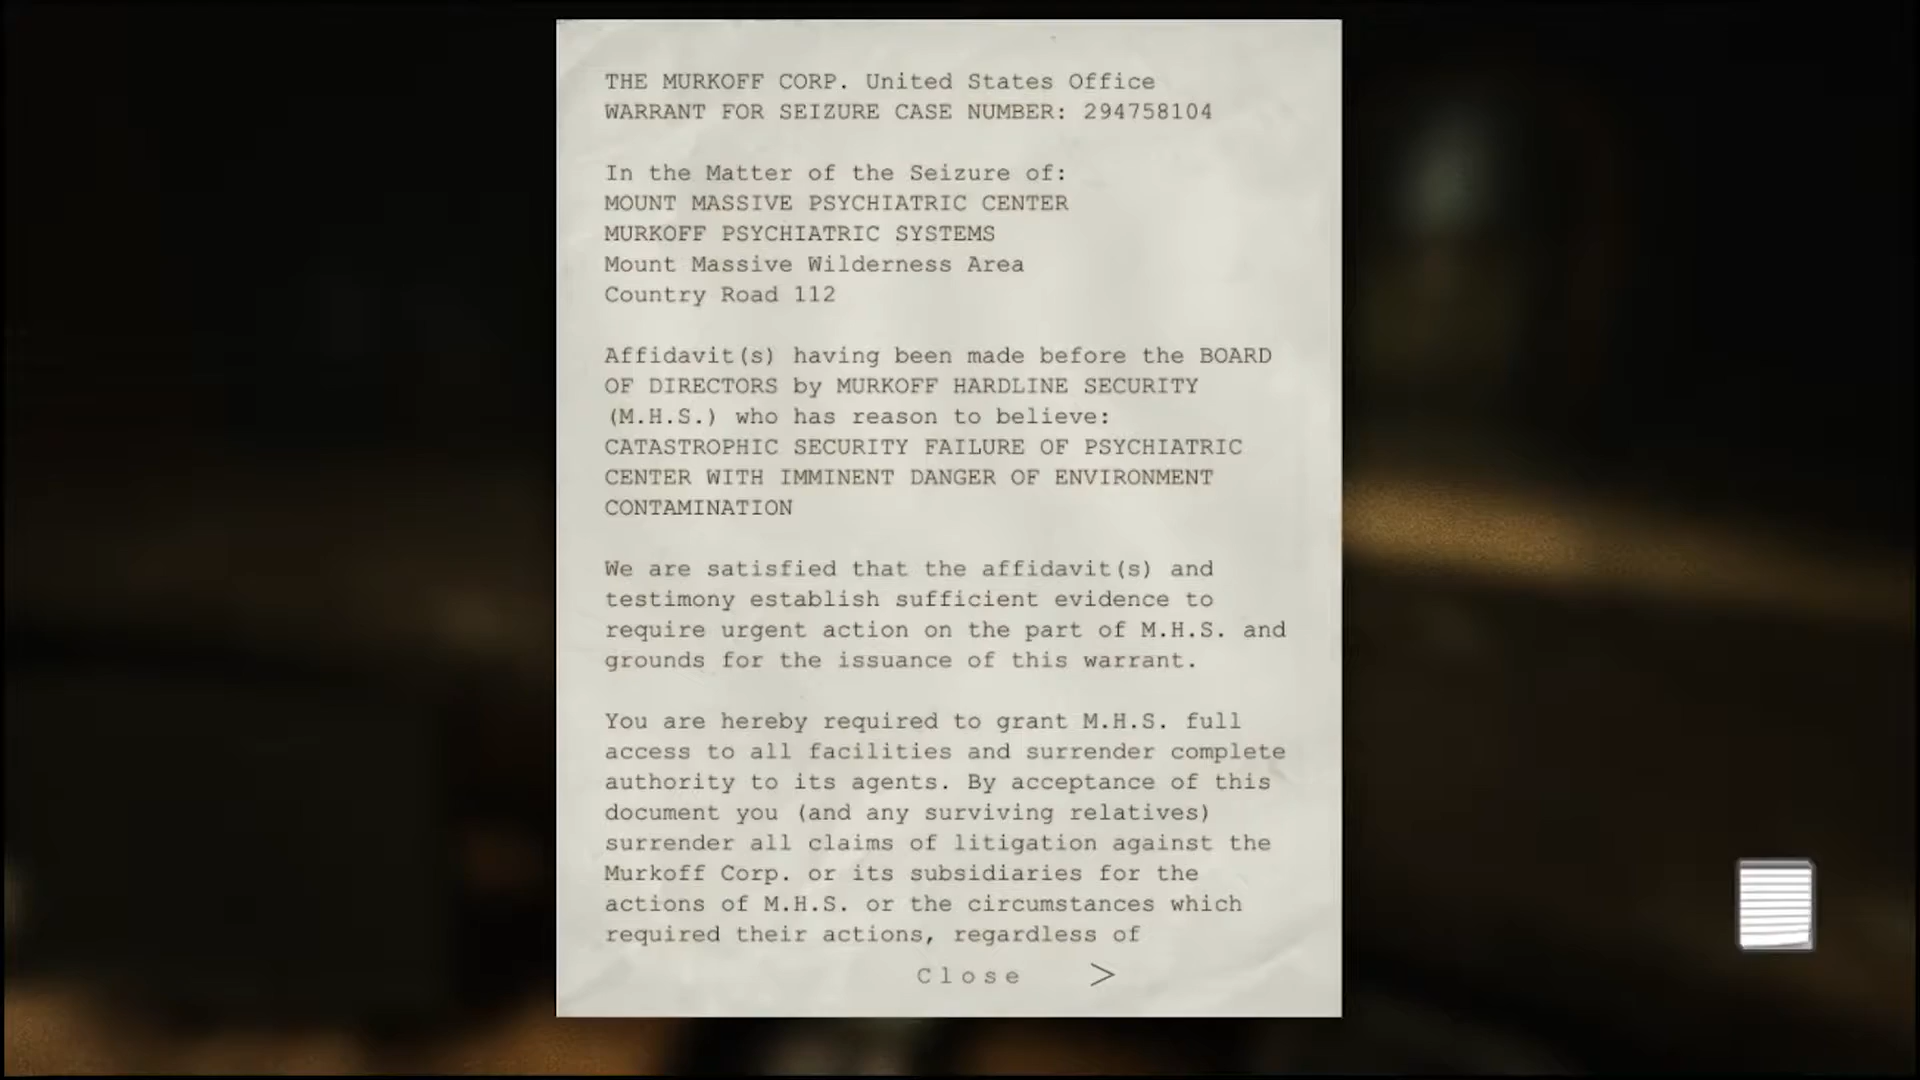 THE MURKOFF CORP. United States Office
WARRANT FOR SEIZURE CASE NUMBER: 294758104
In the Matter of the Seizure of:
MOUNT MASSIVE PSYCHIATRIC CENTER
MURKOFF PSYCHIATRIC SYSTEMS
Mount Massive Wilderness Area
Country Road 112
Affidavit(s) having been made before the BOARD
OF DIRECTORS by MURKOFF HARDLINE SECURITY
(M.H.S.) who has reason to believe:
CATASTROPHIC SECURITY FAILURE OF PSYCHIATRIC
CENTER WITH IMMINENT DANGER OF ENVIRONMENT
CONTAMINATION
We are satisfied that the affidavit(s) and
testimony establish sufficient evidence to
require urgent action on the part of M.H.S. and
grounds for the issuance of this warrant.
You are hereby required to grant M.H.S. full
access to all facilities and surrender complete
authority to its agents. By acceptance of this
document you (and any surviving relatives)
surrender all claims of litigation against the
Murkoff Corp. or its subsidiaries for the
actions of M.H.S. or the circumstances which
required their actions, regardless of
Close >